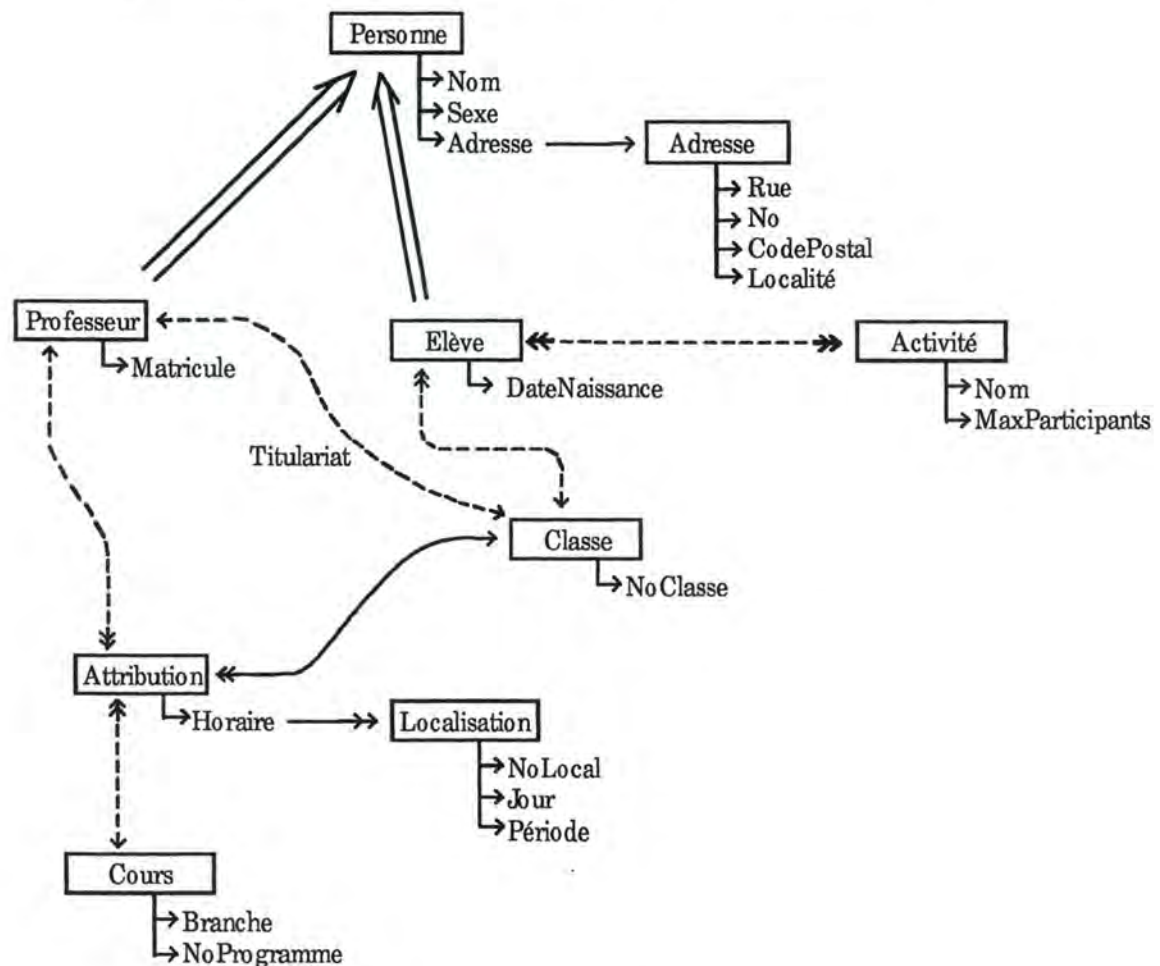 Personne
Nom
Sexe
Adresse
Adresse
Rue
No
CodePostal
Localité
Professeur
Matricule
Elève
DateNaissance
Activité
Nom
MaxParticipants
Titulariat
Classe
NoClasse
Attribution
Horaire
Localisation
NoLocal
Jour
Période
Cours
Branche
NoProgramme